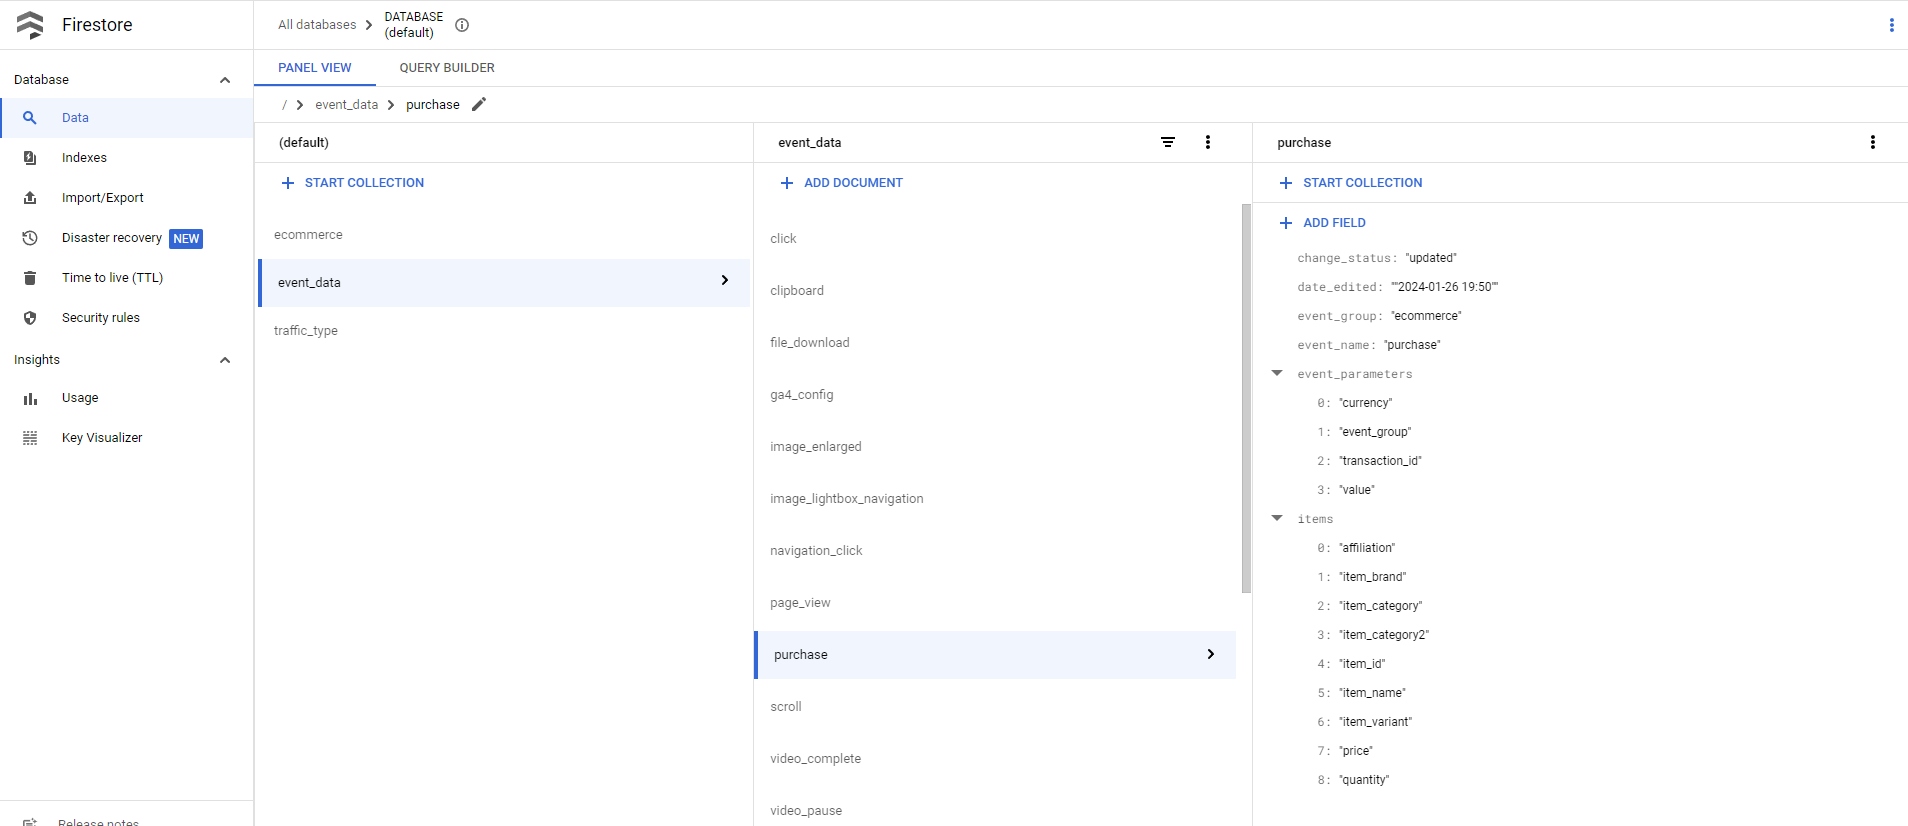 Firestore
All databases
DATABASE
(default)
PANEL VIEW
QUERY BUILDER
/ event_data purchase
Database
Data
Indexes
Import/Export
Disaster recovery NEW
Time to live (TTL)
Security rules
Insights
Usage
Key Visualizer
Release notes
(default)
START COLLECTION
ecommerce
event_data
traffic_type
event_data
ADD DOCUMENT
click
clipboard
file_download
ga4_config
image_enlarged
image_lightbox_navigation
navigation_click
page_view
purchase
scroll
video_complete
video_pause
purchase
START COLLECTION
ADD FIELD
change_status: "updated"
date_edited: ""2024-01-26 19:50""
event_group: "ecommerce"
event_name: "purchase"
event_parameters
0: "currency"
1: "event_group"
2: "transaction_id"
3: "value"
items
0: "affiliation"
1: "item_brand"
2: "item_category"
3: "item_category2"
4: "item_id"
5: "item_name"
6: "item_variant"
7: "price"
8: "quantity"